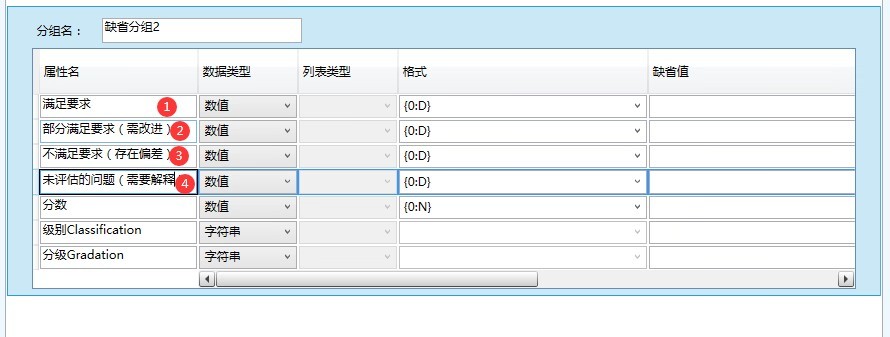 分组名： 缺省分组2
属性名 数据类型 列表类型 格式 缺省值
满足要求 1 数值 {0:D}
部分满足要求（需改进） 2 数值 {0:D}
不满足要求（存在偏差） 3 数值 {0:D}
未评估的问题（需要解释 4 数值 {0:D}
分数 数值 {0:N}
级别Classification 字符串
分级Gradation 字符串